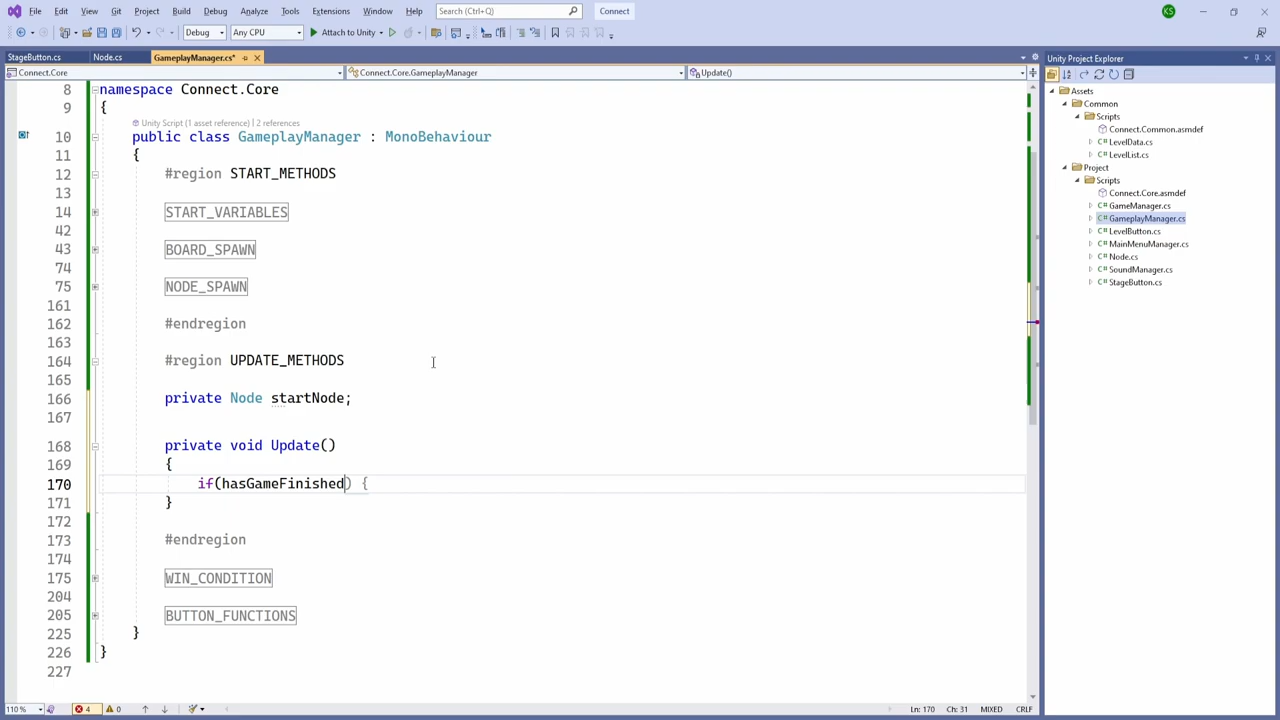 File Edit View Git Project Build Debug Analyze Tools Extensions Window Help Search (Ctrl+Q) Connect KS
Debug Any CPU Attach to Unity
StageButton.cs Node.cs GameplayManager.cs*
Connect.Core Connect.Core.GameplayManager Update()
8 namespace Connect.Core
9 {
Unity Script (1 asset reference) | 2 references
10 public class GameplayManager : MonoBehaviour
11 {
12 #region START_METHODS
13
14 START_VARIABLES
42
43 BOARD_SPAWN
74
75 NODE_SPAWN
161
162 #endregion
163
164 #region UPDATE_METHODS
165
166 private Node startNode;
167
168 private void Update()
169 {
170 if(hasGameFinished) {
171 }
172
173 #endregion
174
175 WIN_CONDITION
204
205 BUTTON_FUNCTIONS
225 }
226 }
227
110 % 4 0 Ln: 170 Ch: 31 MIXED CRLF
Unity Project Explorer
Assets
Common
Scripts
Connect.Common.asmdef
C# LevelData.cs
C# LevelList.cs
Project
Scripts
Connect.Core.asmdef
C# GameManager.cs
C# GameplayManager.cs
C# LevelButton.cs
C# MainMenuManager.cs
C# Node.cs
C# SoundManager.cs
C# StageButton.cs